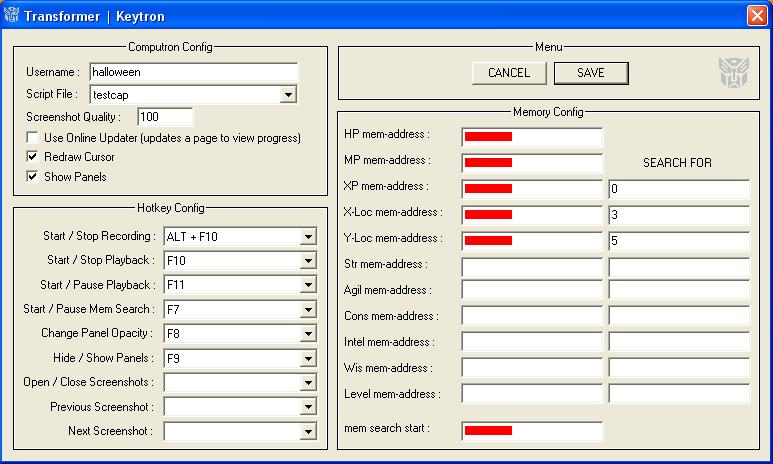 Transformer | Keytron
Computron Config
Username : halloween
Script File : testcap
Screenshot Quality : 100
Use Online Updater (updates a page to view progress)
Redraw Cursor
Show Panels
Hotkey Config
Start / Stop Recording : ALT + F10
Start / Stop Playback : F10
Start / Pause Playback : F11
Start / Pause Mem Search : F7
Change Panel Opacity : F8
Hide / Show Panels : F9
Open / Close Screenshots :
Previous Screenshot :
Next Screenshot :
Menu
CANCEL SAVE
Memory Config
HP mem-address :
MP mem-address : SEARCH FOR
XP mem-address : 0
X-Loc mem-address : 3
Y-Loc mem-address : 5
Str mem-address :
Agil mem-address :
Cons mem-address :
Intel mem-address :
Wis mem-address :
Level mem-address :
mem search start :